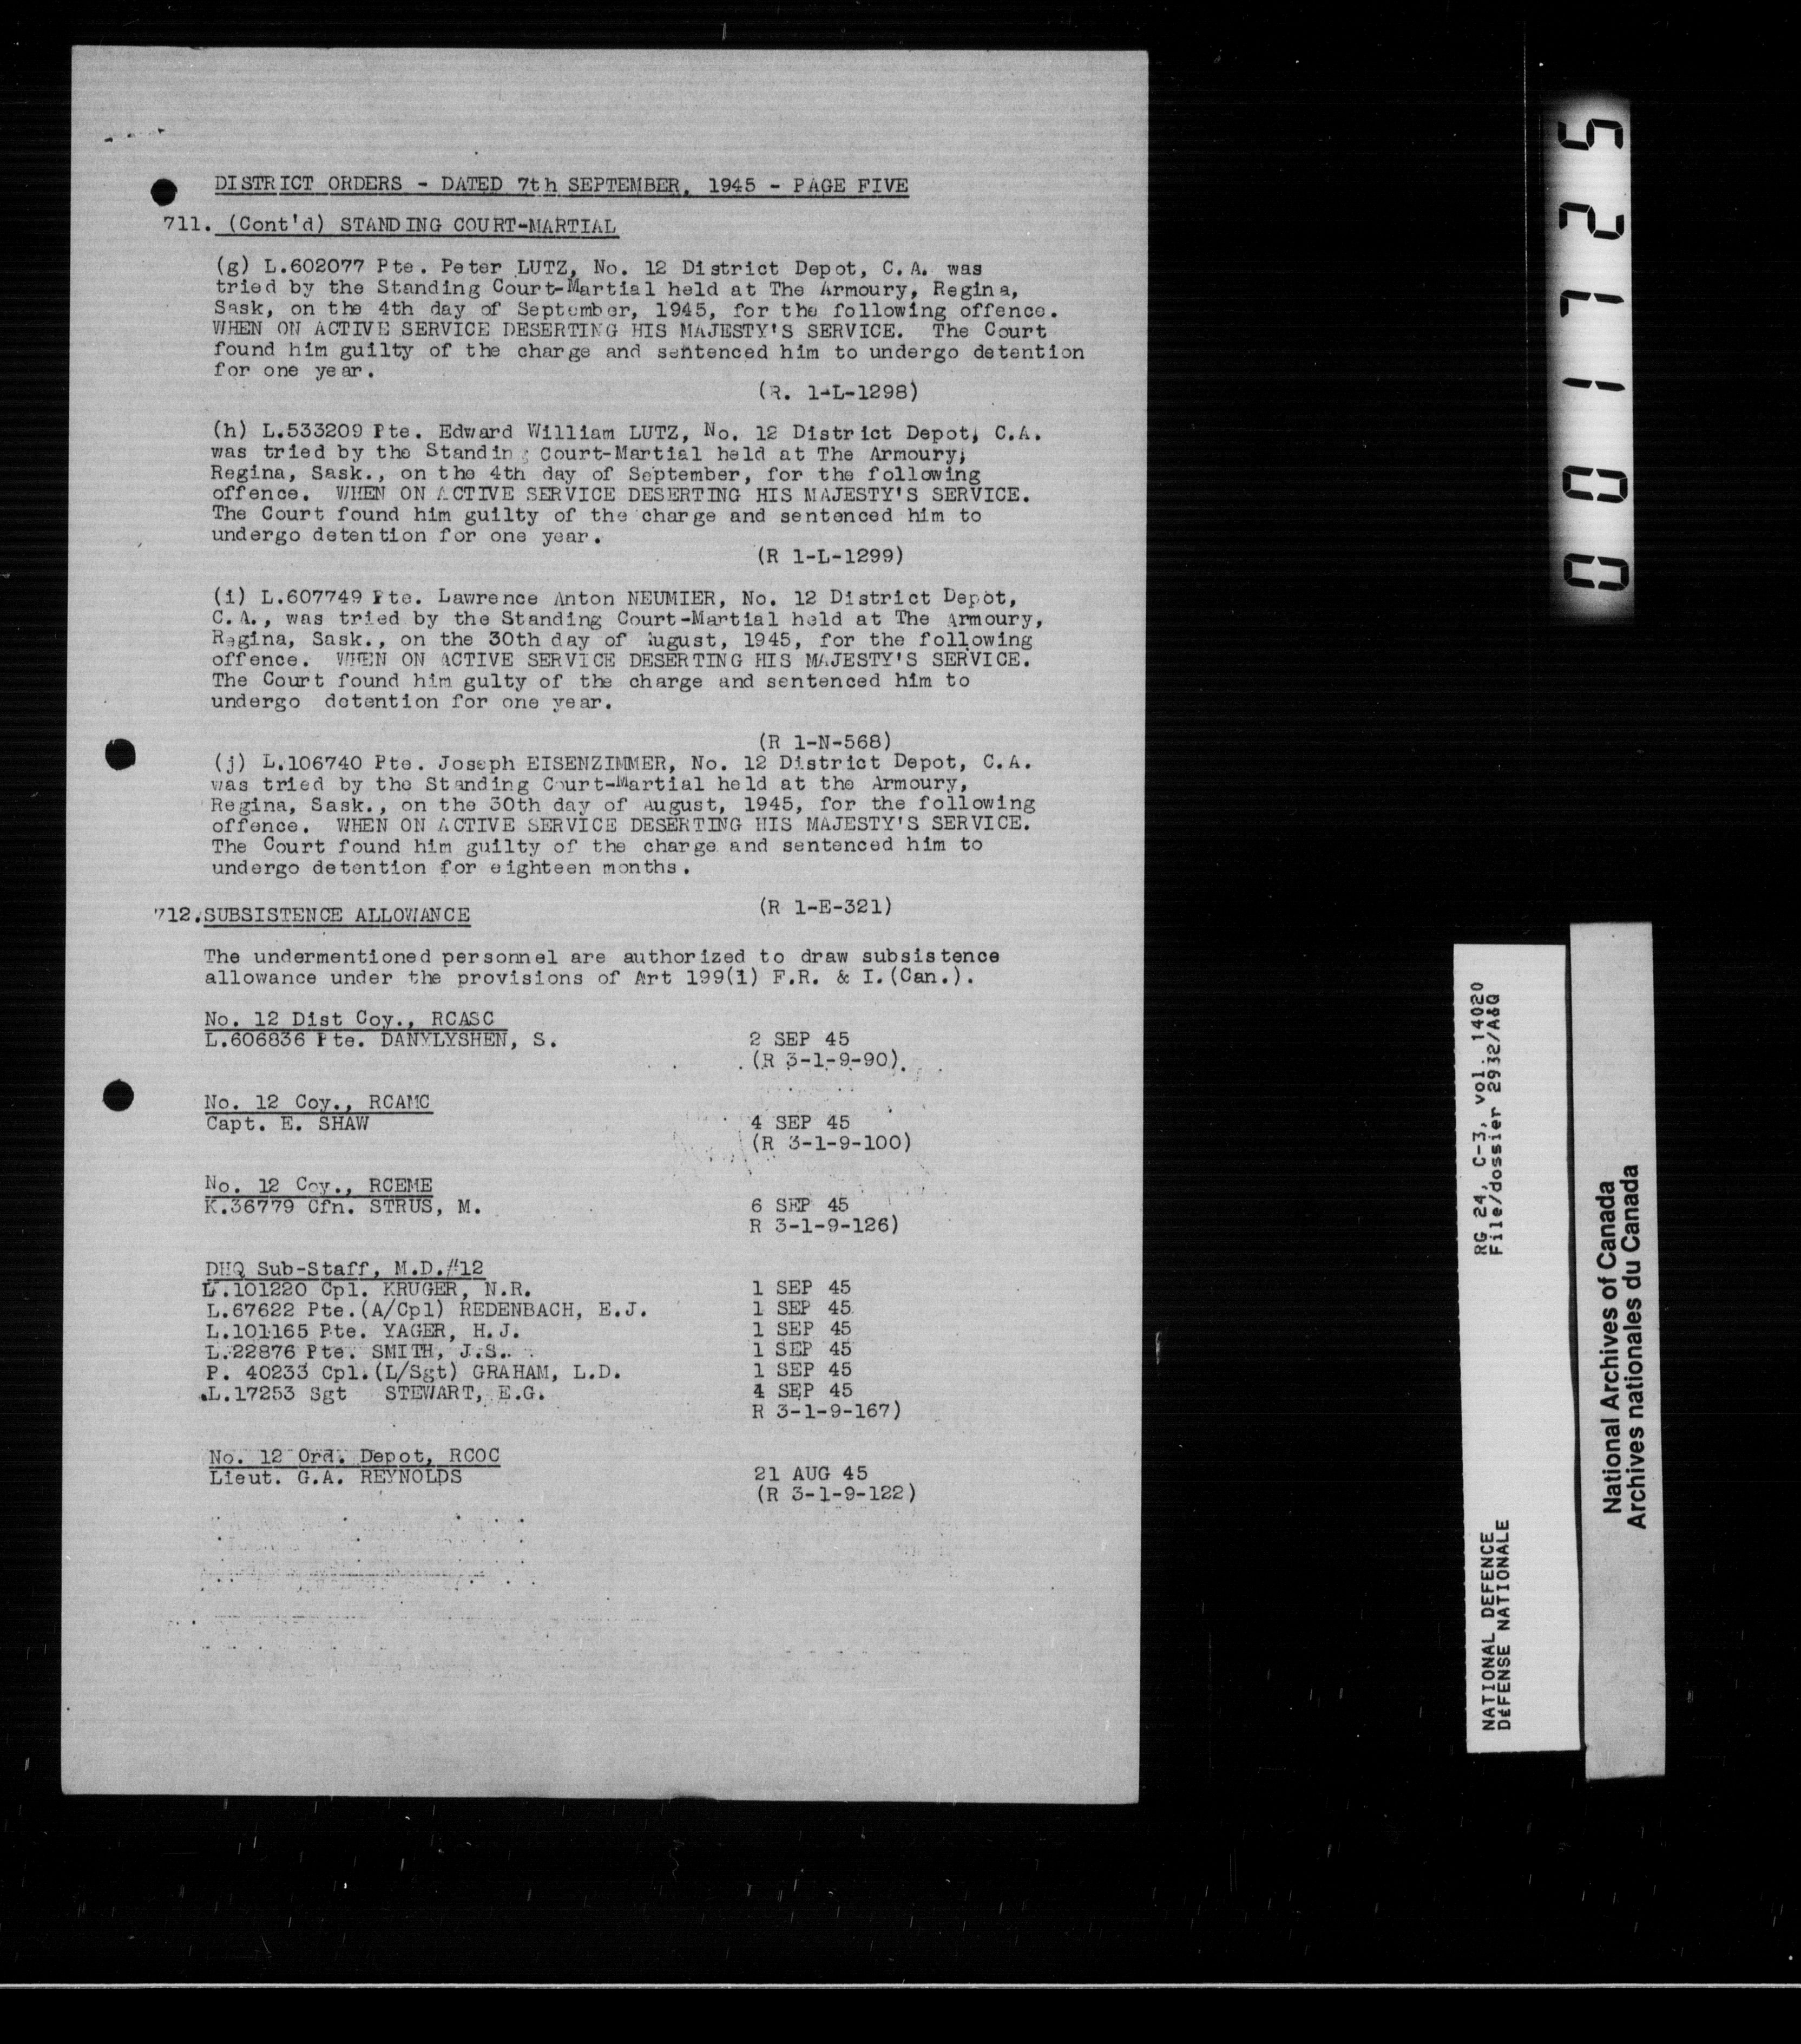 DISTRICT ORDERS - DATED 7th SEPTEMBER, 1945 - PAGE FIVE
711. (Cont'd) STANDING COURT-MARTIAL
(g) L.602077 Pte. Peter LUTZ, No. 12 District Depot, C.A. was
tried by the Standing Court-Martial held at The Armoury, Regina,
Sask, on the 4th day of September, 1945, for the following offence.
WHEN ON ACTIVE SERVICE DESERTING HIS MAJESTY'S SERVICE. The Court
found him guilty of the charge and sentenced him to undergo detention
for one year.
(R. 1-L-1298)
(h) L.533209 Pte. Edward William LUTZ, No. 12 District Depot, C.A.
was tried by the Standing Court-Martial held at The Armoury,
Regina, Sask., on the 4th day of September, for the following
offence. WHEN ON ACTIVE SERVICE DESERTING HIS MAJESTY'S SERVICE.
The Court found him guilty of the charge and sentenced him to
undergo detention for one year.
(R 1-L-1299)
(i) L.607749 Pte. Lawrence Anton NEUMIER, No. 12 District Depot,
C.A., was tried by the Standing Court-Martial held at The Armoury,
Regina, Sask., on the 30th day of August, 1945, for the following
offence. WHEN ON ACTIVE SERVICE DESERTING HIS MAJESTY'S SERVICE.
The Court found him gulty of the charge and sentenced him to
undergo detention for one year.
(R 1-N-568)
(j) L.106740 Pte. Joseph EISENZIMMER, No. 12 District Depot, C.A.
was tried by the Standing Court-Martial held at the Armoury,
Regina, Sask., on the 30th day of August, 1945, for the following
offence. WHEN ON ACTIVE SERVICE DESERTING HIS MAJESTY'S SERVICE.
The Court found him guilty of the charge and sentenced him to
undergo detention for eighteen months.
(R 1-E-321)
712. SUBSISTENCE ALLOWANCE
The undermentioned personnel are authorized to draw subsistence
allowance under the provisions of Art 199(1) F.R. & I.(Can.).
No. 12 Dist Coy., RCASC
L.606836 Pte. DANYLYSHEN, S. 2 SEP 45
(R 3-1-9-90)
No. 12 Coy., RCAMC
Capt. E. SHAW 4 SEP 45
(R 3-1-9-100)
No. 12 Coy., RCEME
K.36779 Cfn. STRUS, M. 6 SEP 45
R 3-1-9-126)
DHQ Sub-Staff, M.D.#12
L.101220 Cpl. KRUGER, N.R. 1 SEP 45
L.67622 Pte.(A/Cpl) REDENBACH, E.J. 1 SEP 45
L.101165 Pte. YAGER, H.J. 1 SEP 45
L.22876 Pte. SMITH, J.S. 1 SEP 45
P. 40233 Cpl.(L/Sgt) GRAHAM, L.D. 1 SEP 45
L.17253 Sgt STEWART, E.G. 4 SEP 45
R 3-1-9-167)
No. 12 Ord. Depot, RCOC
Lieut. G.A. REYNOLDS 21 AUG 45
(R 3-1-9-122)
001725
RG 24, C-3, vol. 14020
File/dossier 2932/A&Q
NATIONAL DEFENCE
DéFENSE NATIONALE
National Archives of Canada
Archives nationales du Canada